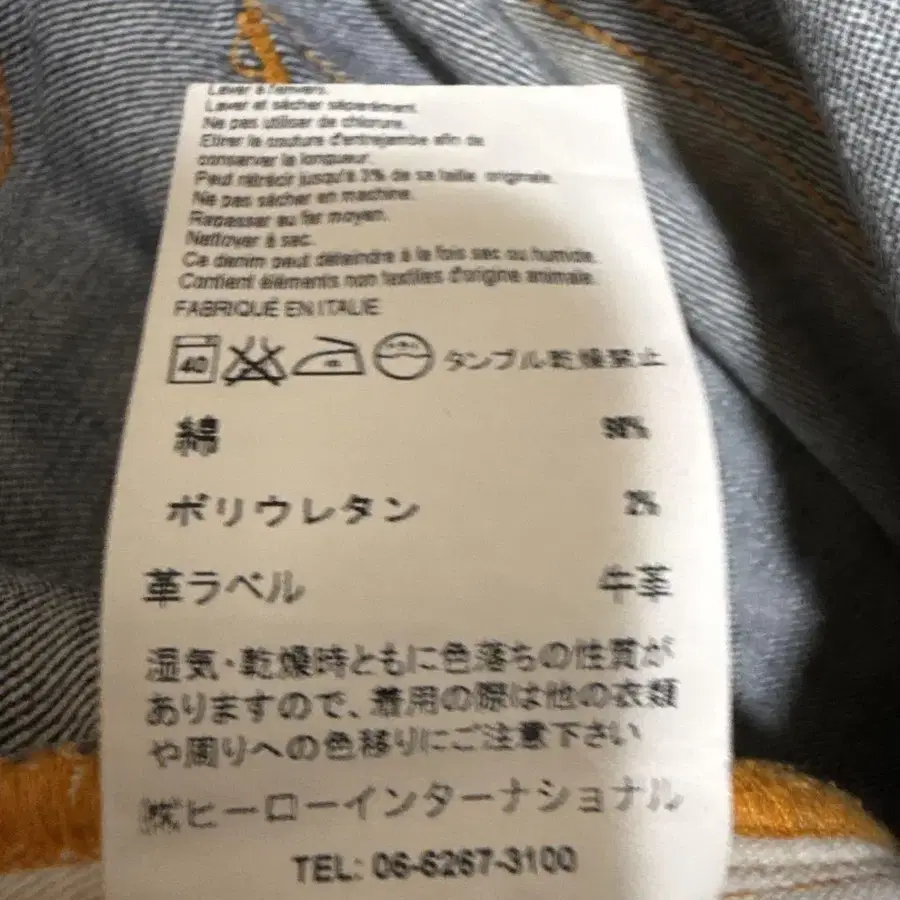 Laver à l'envers.
Laver et sécher séparément.
Ne pas utiliser de chlorure.
Etirer la couture d'entrejambe afin de
conserver la longueur.
Peut rétrécir jusqu'à 3% de sa taille originale.
Ne pas sécher en machine.
Repasser au fer moyen.
Nettoyer à sec.
Ce denim peut déteindre à la fois sec ou humide.
Contient éléments non textiles d'origine animale.
FABRIQUÉ EN ITALIE
40 タンブル乾燥禁止
綿 98%
ポリウレタン 2%
革ラベル 牛革
湿気・乾燥時ともに色落ちの性質が
ありますので、着用の際は他の衣類
や周りへの色移りにご注意下さい
㈱ヒーローインターナショナル
TEL: 06-6267-3100